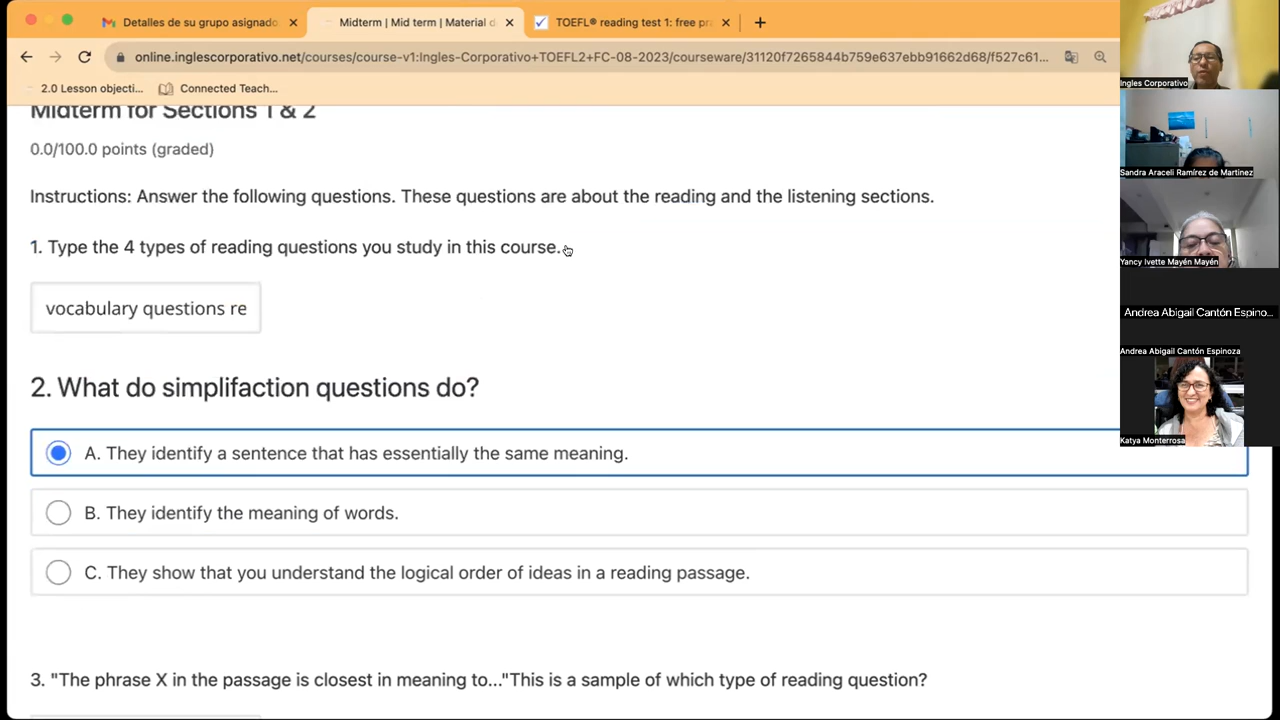 Detalles de su grupo asignado
Midterm | Mid term | Material d
TOEFL® reading test 1: free pr
online.inglescorporativo.net/courses/course-v1:Ingles-Corporativo+TOEFL2+FC-08-2023/courseware/31120f7265844b759e637ebb91662d68/f527c61...
2.0 Lesson objecti...
Connected Teach...
Midterm for Sections 1 & 2
0.0/100.0 points (graded)
Instructions: Answer the following questions. These questions are about the reading and the listening sections.
1. Type the 4 types of reading questions you study in this course.
vocabulary questions re
2. What do simplifaction questions do?
A. They identify a sentence that has essentially the same meaning.
B. They identify the meaning of words.
C. They show that you understand the logical order of ideas in a reading passage.
3. "The phrase X in the passage is closest in meaning to..."This is a sample of which type of reading question?
Ingles Corporativo
Sandra Araceli Ramírez de Martinez
Yancy Ivette Mayén Mayén
Andrea Abigail Cantón Espino...
Andrea Abigail Cantón Espinoza
Katya Monterrosa